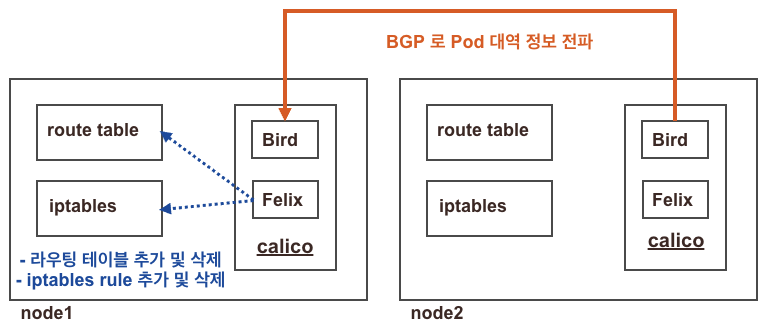 BGP 로 Pod 대역 정보 전파
route table
Bird
iptables
Felix
calico
- 라우팅 테이블 추가 및 삭제
- iptables rule 추가 및 삭제
node1
route table
Bird
iptables
Felix
calico
node2